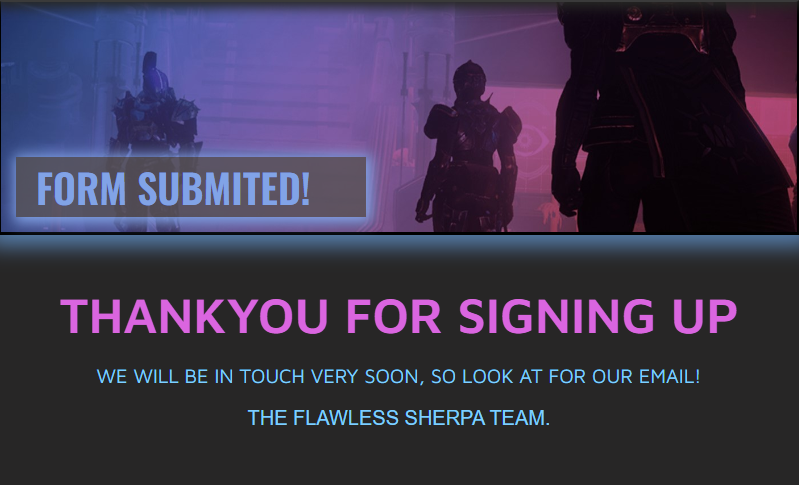 FORM SUBMITED!
THANKYOU FOR SIGNING UP
WE WILL BE IN TOUCH VERY SOON, SO LOOK AT FOR OUR EMAIL!
THE FLAWLESS SHERPA TEAM.